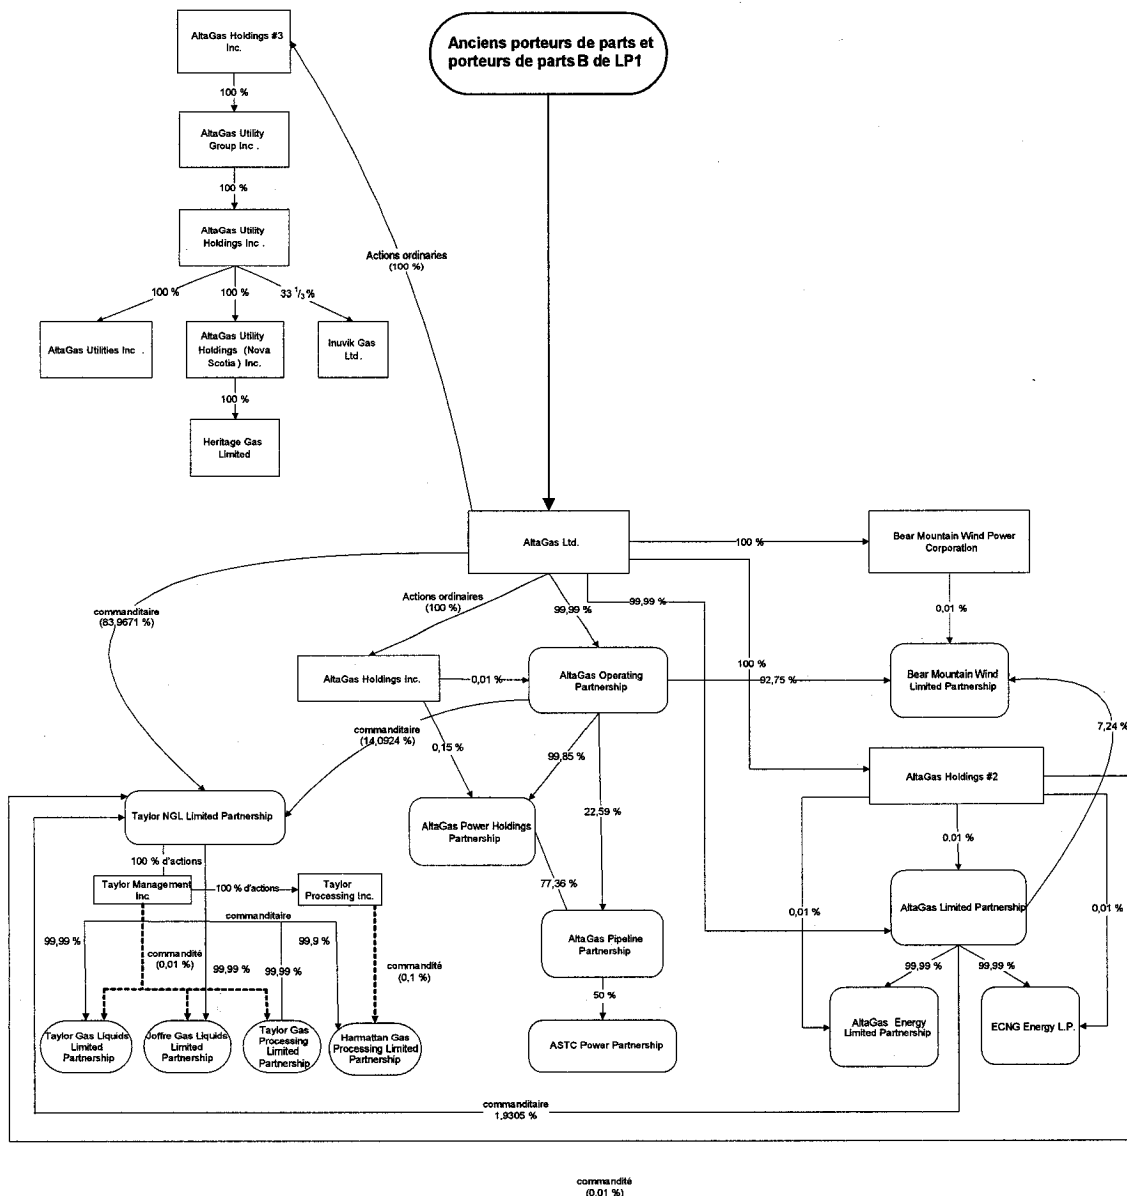 AltaGas Holdings #3
Inc.
Anciens porteurs de parts et
porteurs de parts B de LP1
100 %
AltaGas Utility
Group Inc .
100 %
AltaGas Utility
Holdings Inc .
Actions ordinaries
(100 %)
100 %
100 %
33 1/3 %
AltaGas Utilities Inc .
AltaGas Utility
Holdings (Nova
Scotia ) Inc.
Inuvik Gas
Ltd.
100 %
Heritage Gas
Limited
AltaGas Ltd.
100 %
Bear Mountain Wind Power
Corporation
commanditaire
(83,9671 %)
Actions ordinaires
(100 %)
99,99 %
99,99 %
0,01 %
100 %
AltaGas Holdings Inc.
0,01 %
AltaGas Operating
Partnership
92,75 %
Bear Mountain Wind
Limited Partnership
commanditaire
(14,0924 %)
0,15 %
99,85 %
7,24 %
AltaGas Holdings #2
Taylor NGL Limited Partnership
AltaGas Power Holdings
Partnership
22,59 %
0,01 %
100 % d'actions
Taylor Management
Inc
100 % d'actions
Taylor
Processing Inc.
77,36 %
0,01 %
AltaGas Limited Partnership
0,01 %
commanditaire
99,99 %
commandité
(0,01 %)
99,99 %
99,99 %
99,9 %
commandité
(0,1 %)
AltaGas Pipeline
Partnership
99,99 %
99,99 %
50 %
Taylor Gas Liquids
Limited
Partnership
Joffre Gas Liquids
Limited
Partnership
Taylor Gas
Processing
Limited
Partnership
Harmattan Gas
Processing Limited
Partnership
ASTC Power Partnership
AltaGas Energy
Limited Partnership
ECNG Energy L.P.
commanditaire
1,9305 %
commandité
(0,01 %)